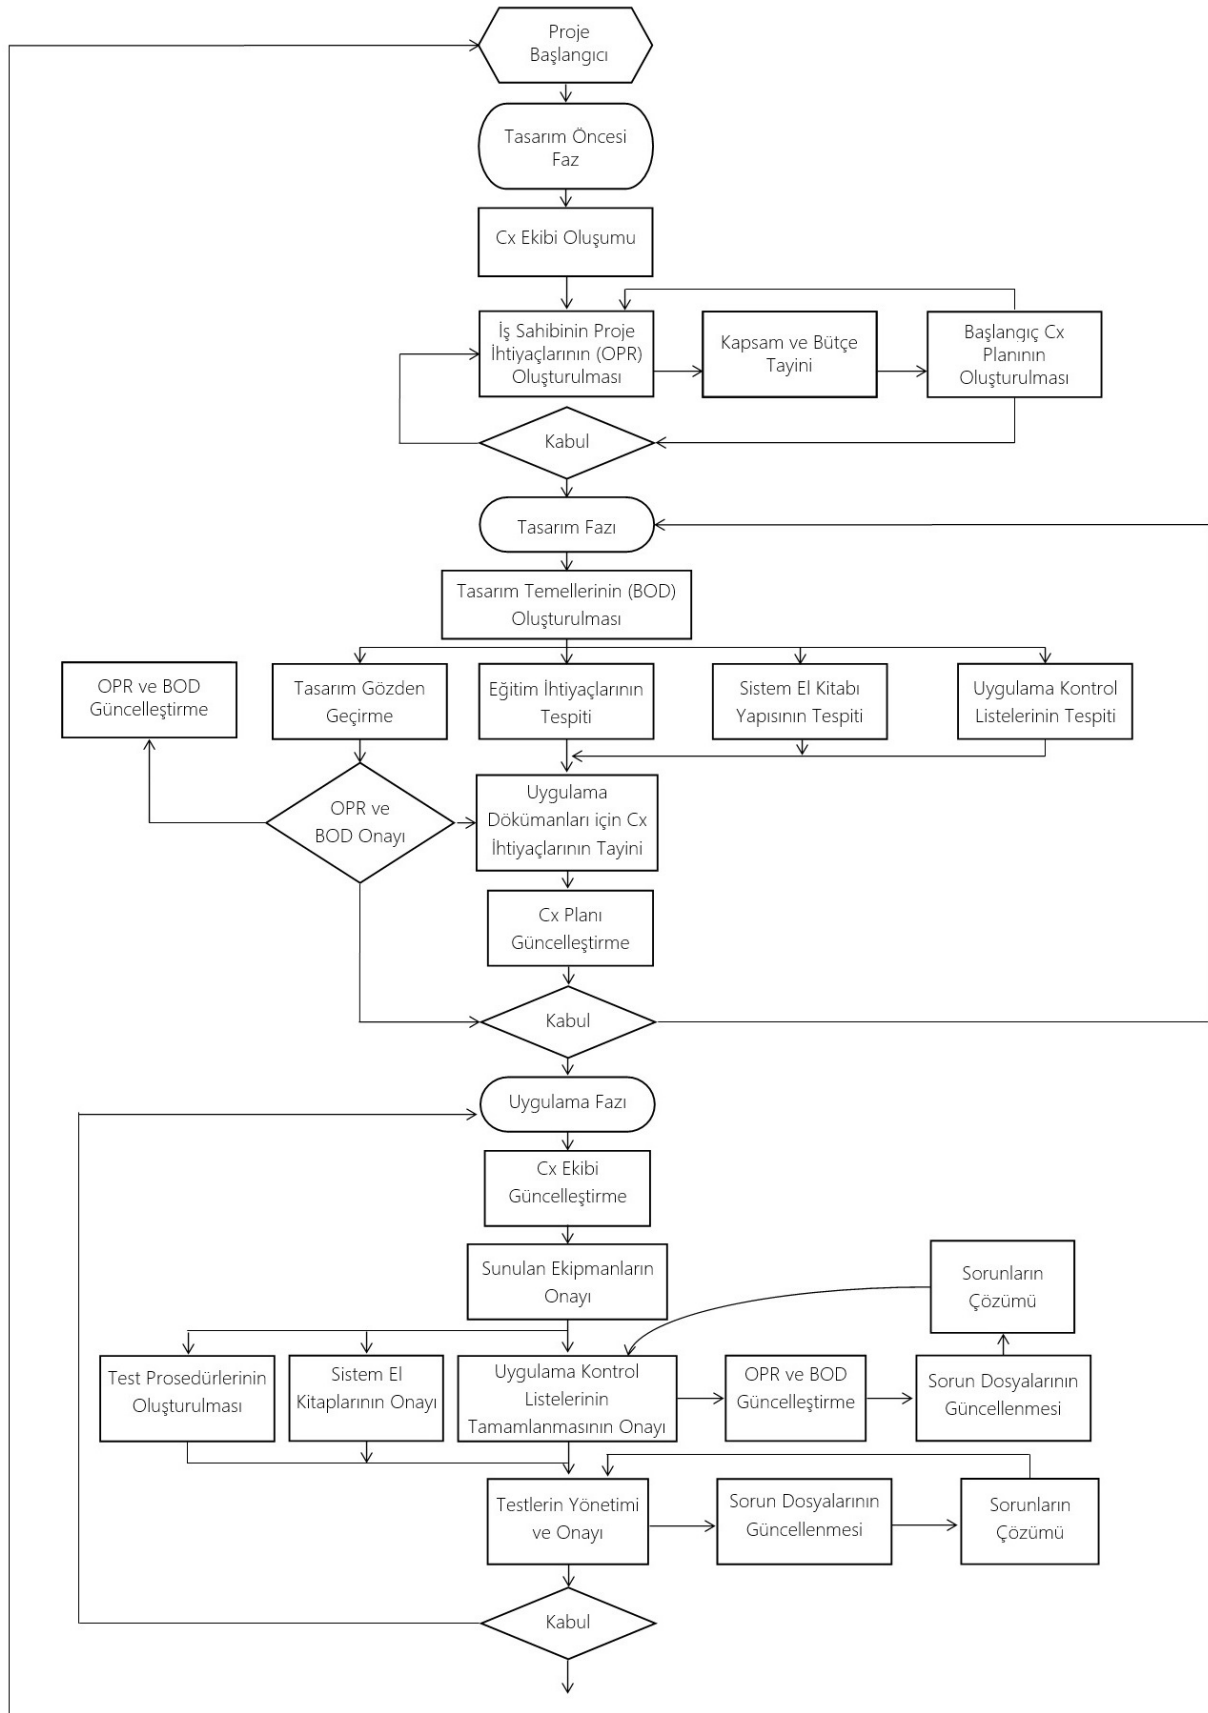 Proje
Başlangıcı
Tasarım Öncesi
Faz
Cx Ekibi Oluşumu
İş Sahibinin Proje
İhtiyaçlarının (OPR)
Oluşturulması
Kapsam ve Bütçe
Tayini
Başlangıç Cx
Planının
Oluşturulması
Kabul
Tasarım Fazı
Tasarım Temellerinin (BOD)
Oluşturulması
OPR ve BOD
Güncelleştirme
Tasarım Gözden
Geçirme
Eğitim İhtiyaçlarının
Tespiti
Sistem El Kitabı
Yapısının Tespiti
Uygulama Kontrol
Listelerinin Tespiti
OPR ve
BOD Onayı
Uygulama
Dökümanları için Cx
İhtiyaçlarının Tayini
Cx Planı
Güncelleştirme
Kabul
Uygulama Fazı
Cx Ekibi
Güncelleştirme
Sunulan Ekipmanların
Onayı
Sorunların
Çözümü
Test Prosedürlerinin
Oluşturulması
Sistem El
Kitaplarının Onayı
Uygulama Kontrol
Listelerinin
Tamamlanmasının Onayı
OPR ve BOD
Güncelleştirme
Sorun Dosyalarının
Güncellenmesi
Testlerin Yönetimi
ve Onayı
Sorun Dosyalarının
Güncellenmesi
Sorunların
Çözümü
Kabul